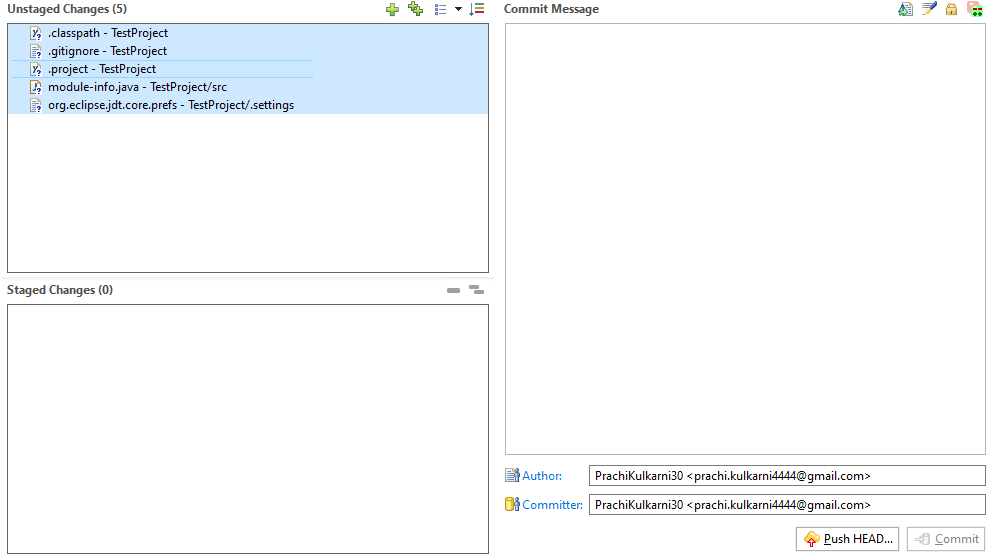 Unstaged Changes (5)
.classpath - TestProject
.gitignore - TestProject
.project - TestProject
module-info.java - TestProject/src
org.eclipse.jdt.core.prefs - TestProject/.settings
Staged Changes (0)
Commit Message
Author: PrachiKulkarni30 <prachi.kulkarni4444@gmail.com>
Committer: PrachiKulkarni30 <prachi.kulkarni4444@gmail.com>
Push HEAD... Commit